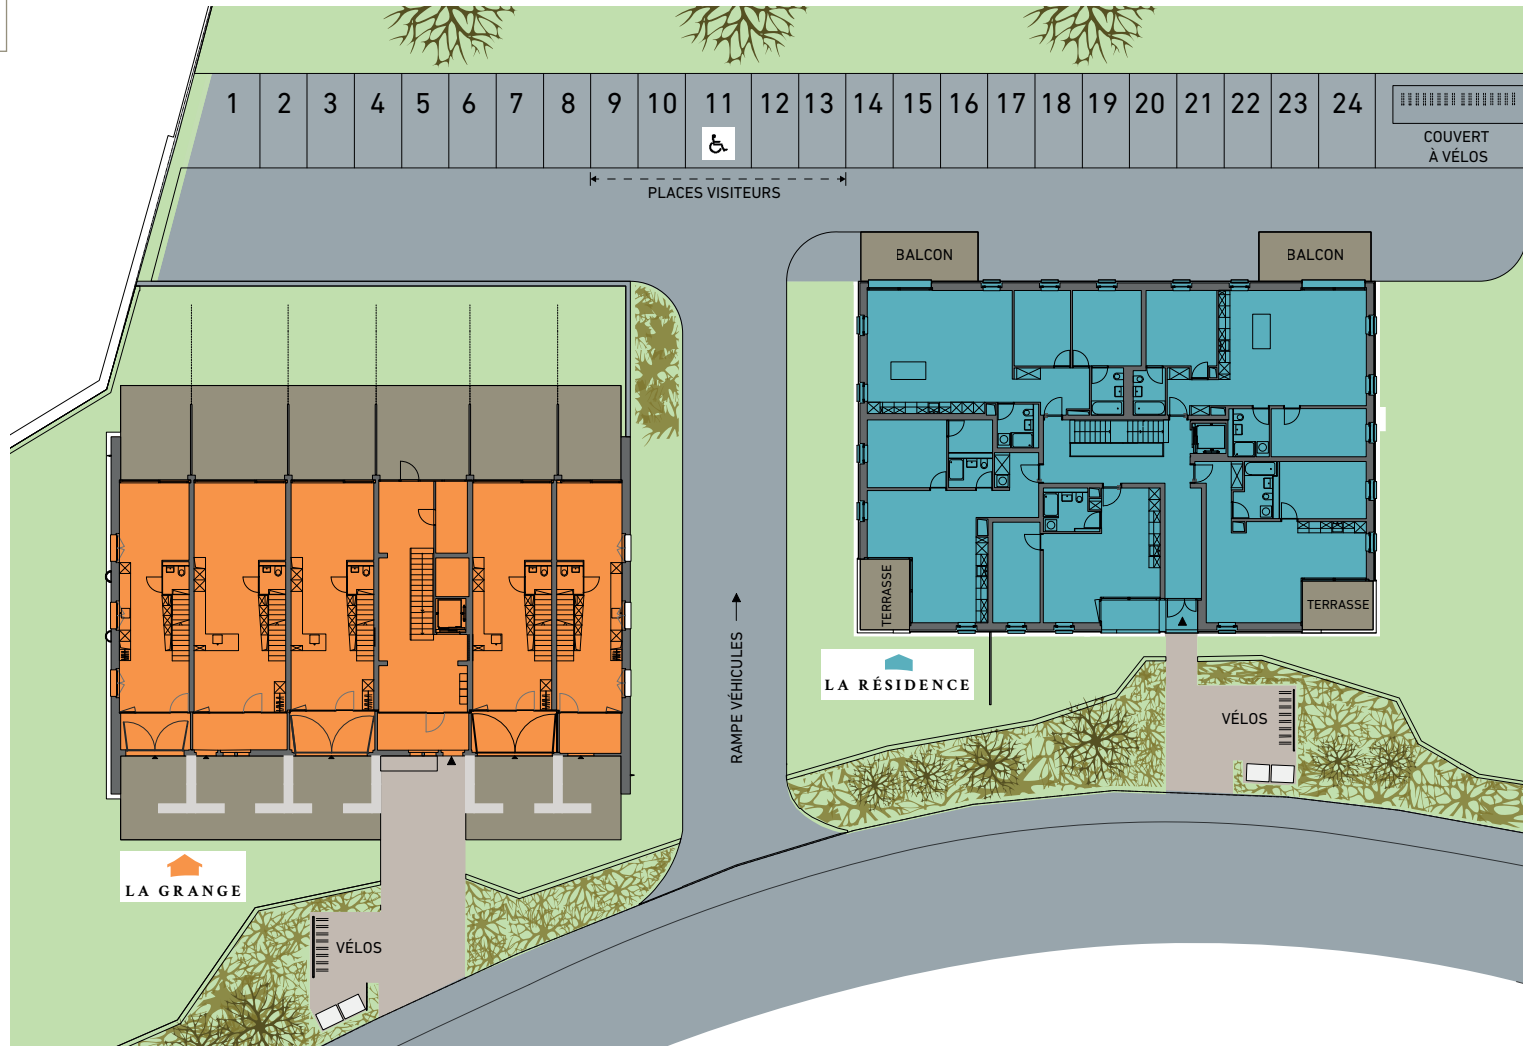 1 2 3 4 5 6 7 8 9 10 11 12 13 14 15 16 17 18 19 20 21 22 23 24
COUVERT
À VÉLOS
PLACES VISITEURS
BALCON
BALCON
TERRASSE
TERRASSE
RAMPE VÉHICULES
LA RÉSIDENCE
VÉLOS
LA GRANGE
VÉLOS